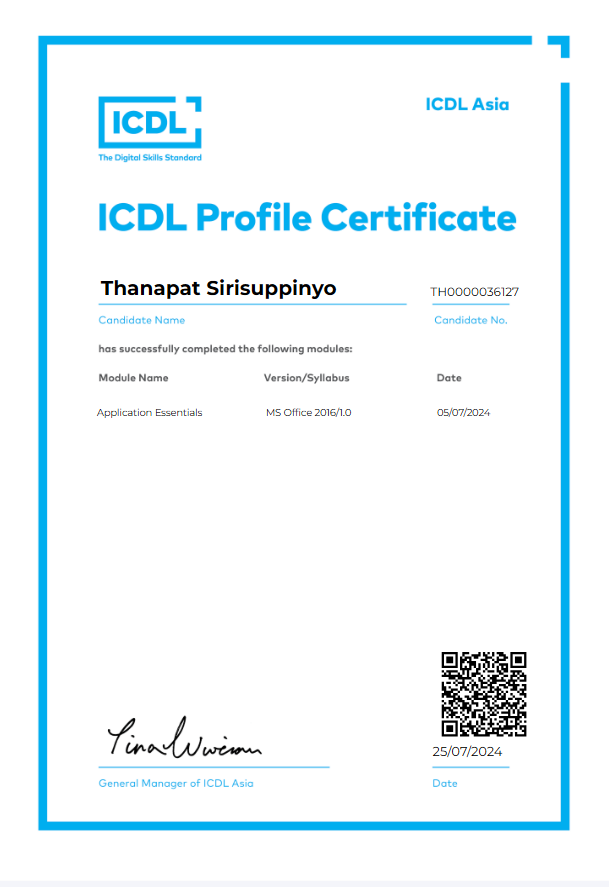 ICDL
The Digital Skills Standard
ICDL Asia
ICDL Profile Certificate
Thanapat Sirisuppinyo
TH0000036127
Candidate Name
Candidate No.
has successfully completed the following modules:
Module Name Version/Syllabus Date
Application Essentials MS Office 2016/1.0 05/07/2024
25/07/2024
General Manager of ICDL Asia
Date